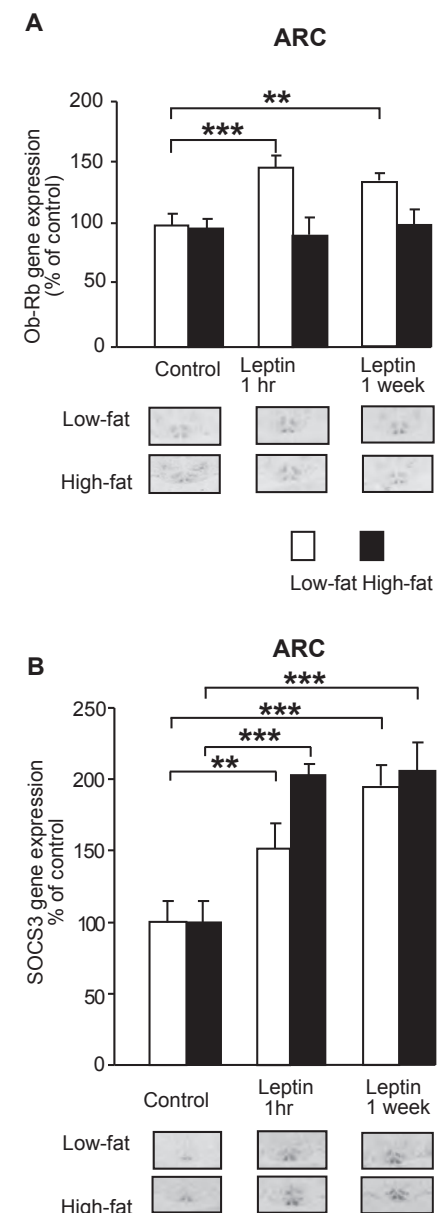 A
ARC
Ob-Rb gene expression
(% of control)
200
150
100
50
0
**
***
Control
Leptin
1 hr
Leptin
1 week
Low-fat
High-fat
Low-fat High-fat
B
ARC
SOCS3 gene expression
% of control
250
200
150
100
50
0
***
***
***
**
Control
Leptin
1hr
Leptin
1 week
Low-fat
High-fat